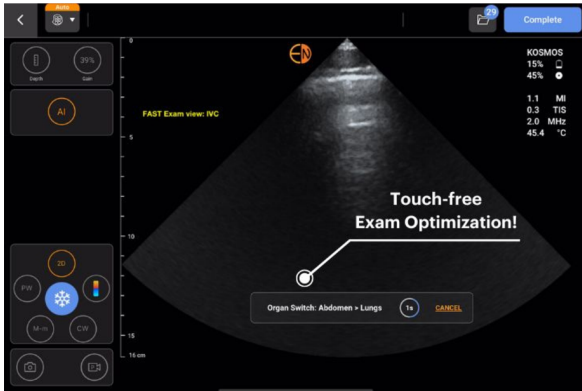 Auto
29
Complete
39%
Depth
Gain
AI
FAST Exam view: IVC
0
5
10
15
16 cm
EN
KOSMOS
15%
45%
1.1 MI
0.3 TIS
2.0 MHz
45.4 °C
Touch-free
Exam Optimization!
Organ Switch: Abdomen > Lungs
1s
CANCEL
2D
PW
M-m
CW